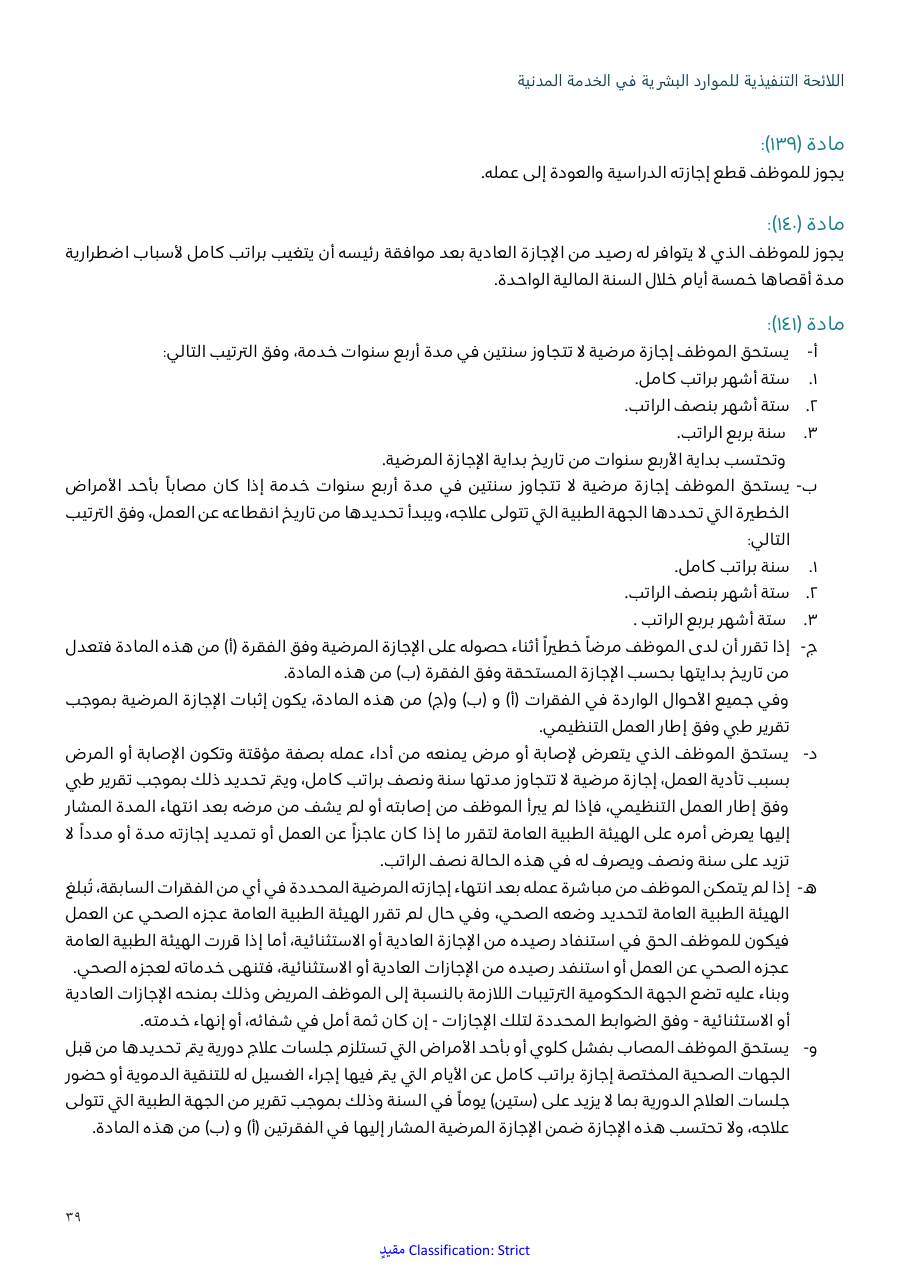 اللائحة التنفيذية للموارد البشرية في الخدمة المدنية
مادة (١٣٩):
يجوز للموظف قطع إجازته الدراسية والعودة إلى عمله.
مادة (١٤٠):
يجوز للموظف الذي لا يتوافر له رصيد من الإجازة العادية بعد موافقة رئيسه أن يتغيب براتب كامل لأسباب اضطرارية
مدة أقصاها خمسة أيام خلال السنة المالية الواحدة.
مادة (١٤١):
أ- يستحق الموظف إجازة مرضية لا تتجاوز سنتين في مدة أربع سنوات خدمة، وفق الترتيب التالي:
١. ستة أشهر براتب كامل.
٢. ستة أشهر بنصف الراتب.
٣. سنة بربع الراتب.
وتحتسب بداية الأربع سنوات من تاريخ بداية الإجازة المرضية.
ب- يستحق الموظف إجازة مرضية لا تتجاوز سنتين في مدة أربع سنوات خدمة إذا كان مصاباً بأحد الأمراض
الخطيرة التي تحددها الجهة الطبية التي تتولى علاجه، ويبدأ تحديدها من تاريخ انقطاعه عن العمل، وفق الترتيب
التالي:
١. سنة براتب كامل.
٢. ستة أشهر بنصف الراتب.
٣. ستة أشهر بربع الراتب .
ج- إذا تقرر أن لدى الموظف مرضاً خطيراً أثناء حصوله على الإجازة المرضية وفق الفقرة (أ) من هذه المادة فتعدل
من تاريخ بدايتها بحسب الإجازة المستحقة وفق الفقرة (ب) من هذه المادة.
وفي جميع الأحوال الواردة في الفقرات (أ) و (ب) و(ج) من هذه المادة، يكون إثبات الإجازة المرضية بموجب
تقرير طبي وفق إطار العمل التنظيمي.
د- يستحق الموظف الذي يتعرض لإصابة أو مرض يمنعه من أداء عمله بصفة مؤقتة وتكون الإصابة أو المرض
بسبب تأدية العمل، إجازة مرضية لا تتجاوز مدتها سنة ونصف براتب كامل، ويتم تحديد ذلك بموجب تقرير طبي
وفق إطار العمل التنظيمي، فإذا لم يبرأ الموظف من إصابته أو لم يشف من مرضه بعد انتهاء المدة المشار
إليها يعرض أمره على الهيئة الطبية العامة لتقرر ما إذا كان عاجزاً عن العمل أو تمديد إجازته مدة أو مدداً لا
تزيد على سنة ونصف ويصرف له في هذه الحالة نصف الراتب.
هـ- إذا لم يتمكن الموظف من مباشرة عمله بعد انتهاء إجازته المرضية المحددة في أي من الفقرات السابقة، تُبلغ
الهيئة الطبية العامة لتحديد وضعه الصحي، وفي حال لم تقرر الهيئة الطبية العامة عجزه الصحي عن العمل
فيكون للموظف الحق في استنفاد رصيده من الإجازة العادية أو الاستثنائية، أما إذا قررت الهيئة الطبية العامة
عجزه الصحي عن العمل أو استنفد رصيده من الإجازات العادية أو الاستثنائية، فتنهى خدماته لعجزه الصحي.
وبناء عليه تضع الجهة الحكومية الترتيبات اللازمة بالنسبة إلى الموظف المريض وذلك بمنحه الإجازات العادية
أو الاستثنائية - وفق الضوابط المحددة لتلك الإجازات - إن كان ثمة أمل في شفائه، أو إنهاء خدمته.
و- يستحق الموظف المصاب بفشل كلوي أو بأحد الأمراض التي تستلزم جلسات علاج دورية يتم تحديدها من قبل
الجهات الصحية المختصة إجازة براتب كامل عن الأيام التي يتم فيها إجراء الغسيل له للتنقية الدموية أو حضور
جلسات العلاج الدورية بما لا يزيد على (ستين) يوماً في السنة وذلك بموجب تقرير من الجهة الطبية التي تتولى
علاجه، ولا تحتسب هذه الإجازة ضمن الإجازة المرضية المشار إليها في الفقرتين (أ) و (ب) من هذه المادة.
٣٩
Classification: Strict مقيدٍ